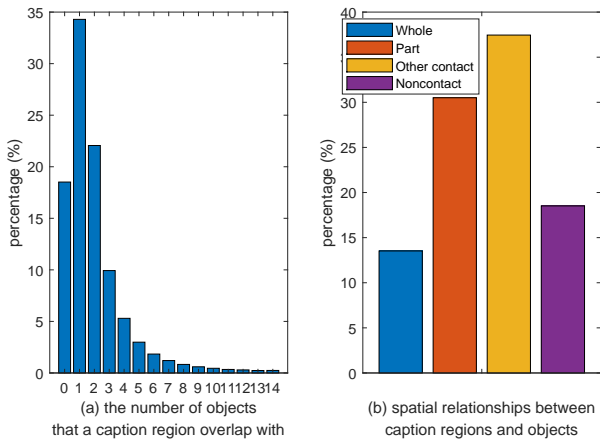 35
30
25
20
15
10
5
0
percentage (%)
0 1 2 3 4 5 6 7 8 9 1011121314
(a) the number of objects
that a caption region overlap with
40
30
25
20
15
10
5
0
percentage (%)
Whole
Part
Other contact
Noncontact
(b) spatial relationships between
caption regions and objects